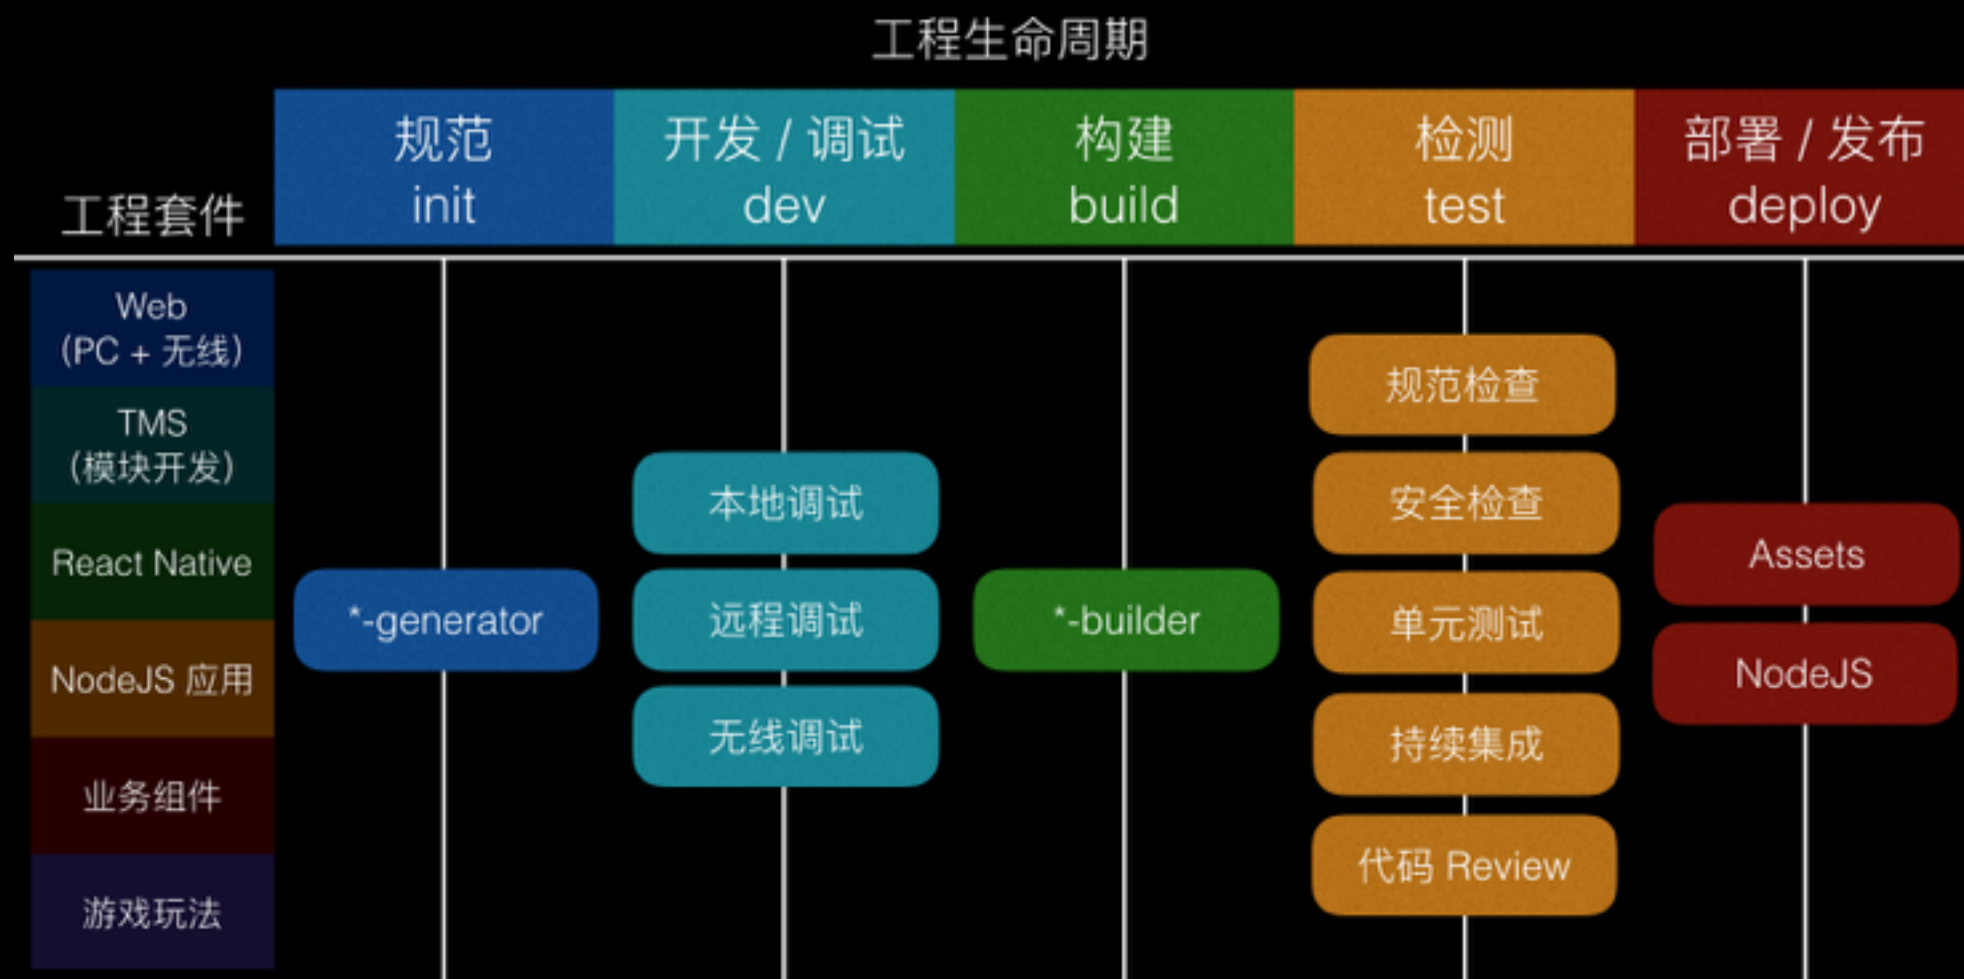 工程生命周期
工程套件
规范
init
开发 / 调试
dev
构建
build
检测
test
部署 / 发布
deploy
Web
(PC + 无线)
TMS
(模块开发)
React Native
NodeJS 应用
业务组件
游戏玩法
*-generator
本地调试
远程调试
无线调试
*-builder
规范检查
安全检查
单元测试
持续集成
代码 Review
Assets
NodeJS